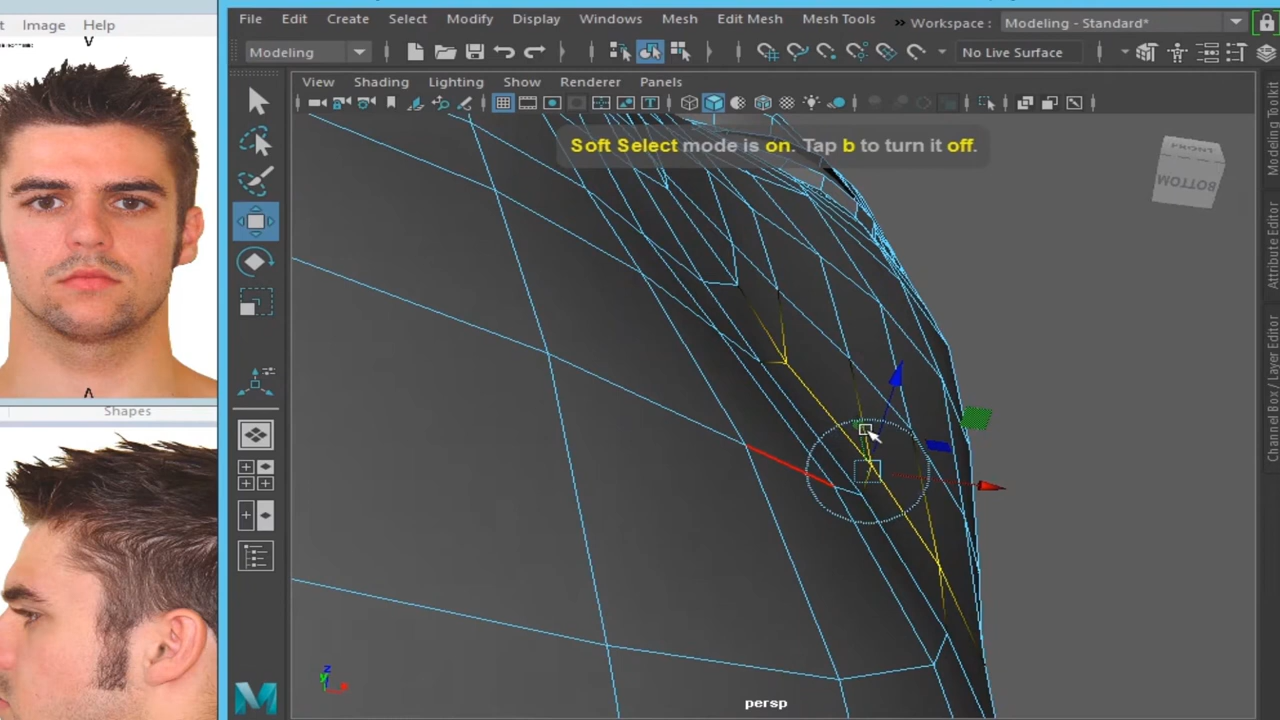 t Image Help
File Edit Create Select Modify Display Windows Mesh Edit Mesh Mesh Tools » Workspace : Modeling - Standard*
Modeling No Live Surface
View Shading Lighting Show Renderer Panels
Soft Select mode is on. Tap b to turn it off.
FRONT
BOTTOM
Modeling Toolkit
Attribute Editor
Channel Box / Layer Editor
Shapes
z
y
x
persp
M